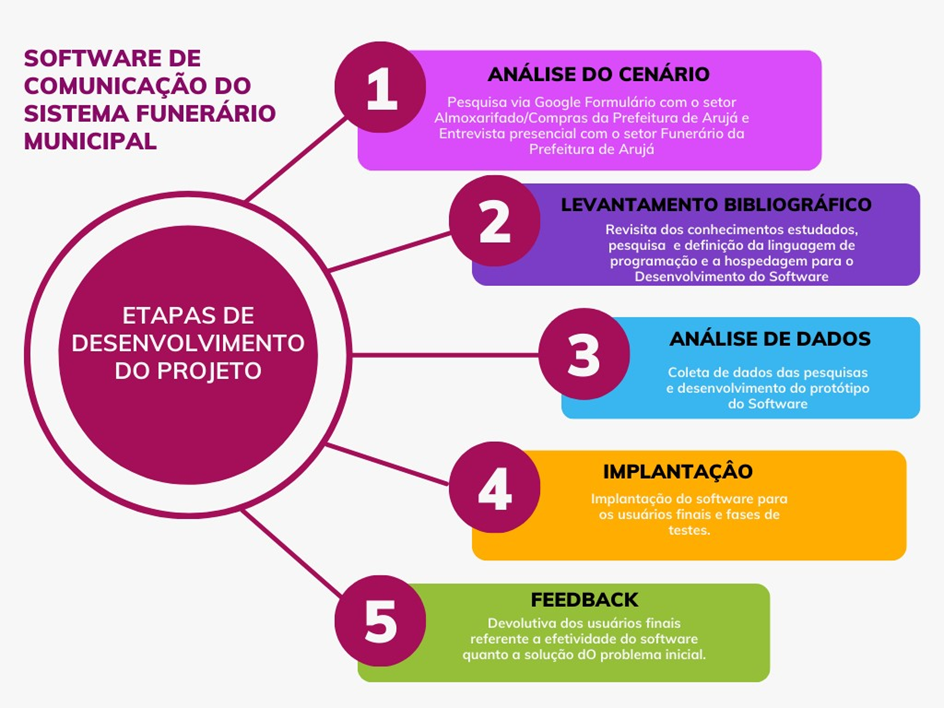 SOFTWARE DE
COMUNICAÇÃO DO
SISTEMA FUNERÁRIO
MUNICIPAL
ETAPAS DE
DESENVOLVIMENTO
DO PROJETO
1
ANÁLISE DO CENÁRIO
Pesquisa via Google Formulário com o setor
Almoxarifado/Compras da Prefeitura de Arujá e
Entrevista presencial com o setor Funerário da
Prefeitura de Arujá
2
LEVANTAMENTO BIBLIOGRÁFICO
Revisita dos conhecimentos estudados,
pesquisa e definição da linguagem de
programação e a hospedagem para o
Desenvolvimento do Software
3
ANÁLISE DE DADOS
Coleta de dados das pesquisas
e desenvolvimento do protótipo
do Software
4
IMPLANTAÇÂO
Implantação do software para
os usuários finais e fases de
testes.
5
FEEDBACK
Devolutiva dos usuários finais
referente a efetividade do software
quanto a solução dO problema inicial.